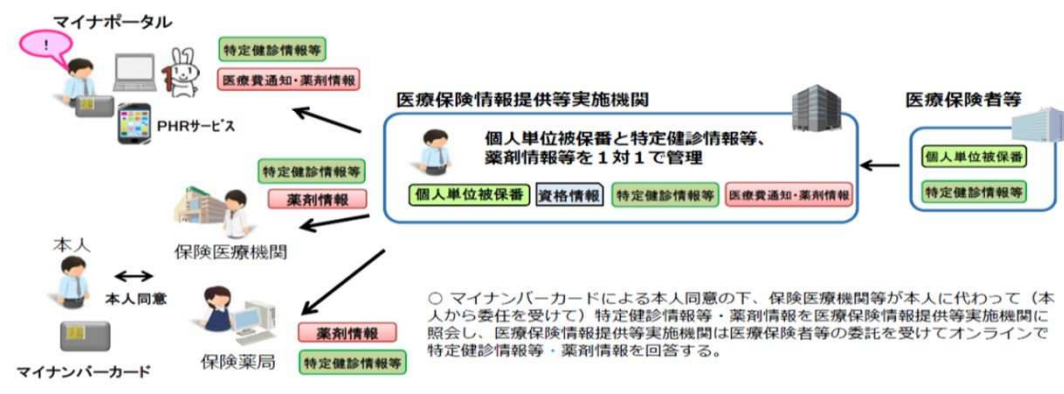 マイナポータル
!
特定健診情報等
医療費通知・薬剤情報
PHRサービス
医療保険情報提供等実施機関
個人単位被保番と特定健診情報等、
薬剤情報等を1対1で管理
個人単位被保番
資格情報
特定健診情報等
医療費通知・薬剤情報
医療保険者等
個人単位被保番
特定健診情報等
特定健診情報等
薬剤情報
保険医療機関
本人
本人同意
マイナンバーカード
薬剤情報
特定健診情報等
保険薬局
○ マイナンバーカードによる本人同意の下、保険医療機関等が本人に代わって(本
人から委任を受けて)特定健診情報等・薬剤情報を医療保険情報提供等実施機関に
照会し、医療保険情報提供等実施機関は医療保険者等の委託を受けてオンラインで
特定健診情報等・薬剤情報を回答する。